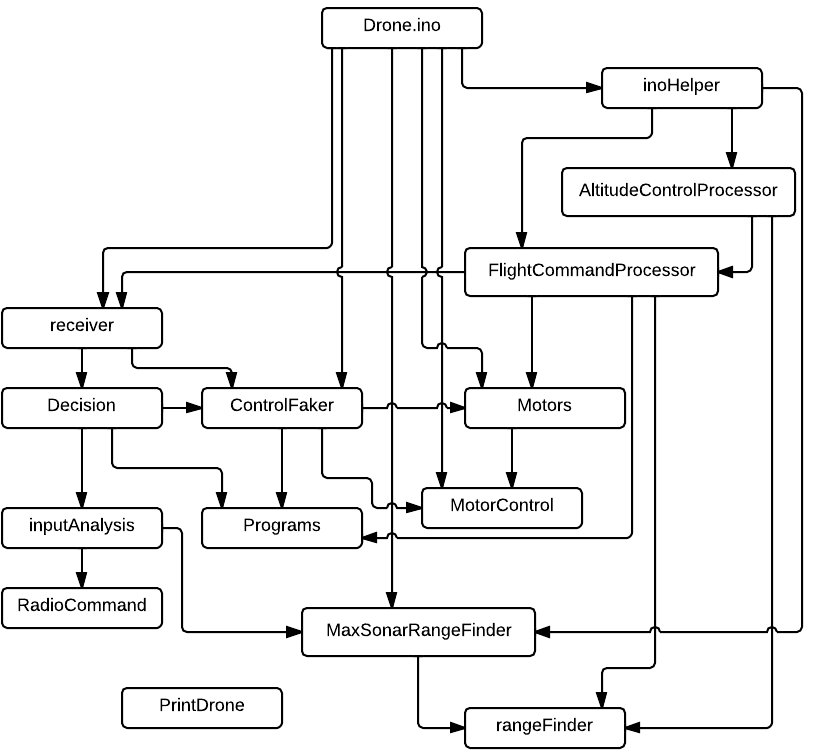 Drone.ino
inoHelper
AltitudeControlProcessor
FlightCommandProcessor
receiver
Decision
ControlFaker
Motors
MotorControl
inputAnalysis
Programs
RadioCommand
MaxSonarRangeFinder
PrintDrone
rangeFinder